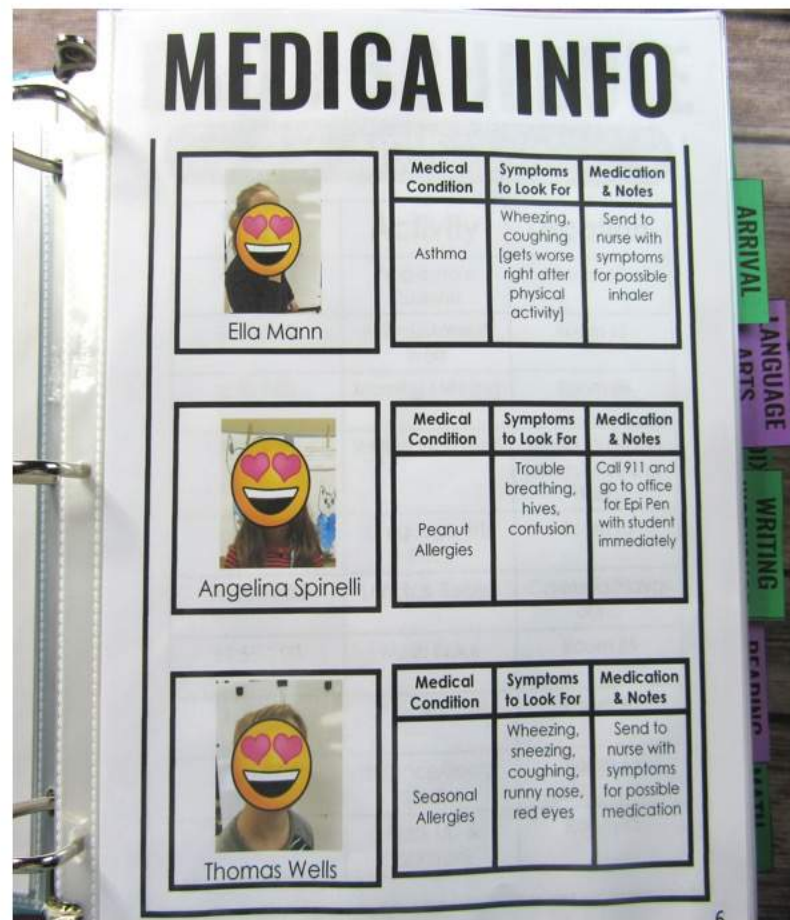 MEDICAL INFO
Medical
Condition
Symptoms
to Look For
Medication
& Notes
Asthma
Wheezing,
coughing
[gets worse
right after
physical
activity]
Send to
nurse with
symptoms
for possible
inhaler
Ella Mann
Medical
Condition
Symptoms
to Look For
Medication
& Notes
Peanut
Allergies
Trouble
breathing,
hives,
confusion
Call 911 and
go to office
for Epi Pen
with student
immediately
Angelina Spinelli
Medical
Condition
Symptoms
to Look For
Medication
& Notes
Seasonal
Allergies
Wheezing,
sneezing,
coughing,
runny nose,
red eyes
Send to
nurse with
symptoms
for possible
medication
Thomas Wells
6
ARRIVAL
LANGUAGE
ARTS
WRITING
READING
MATH